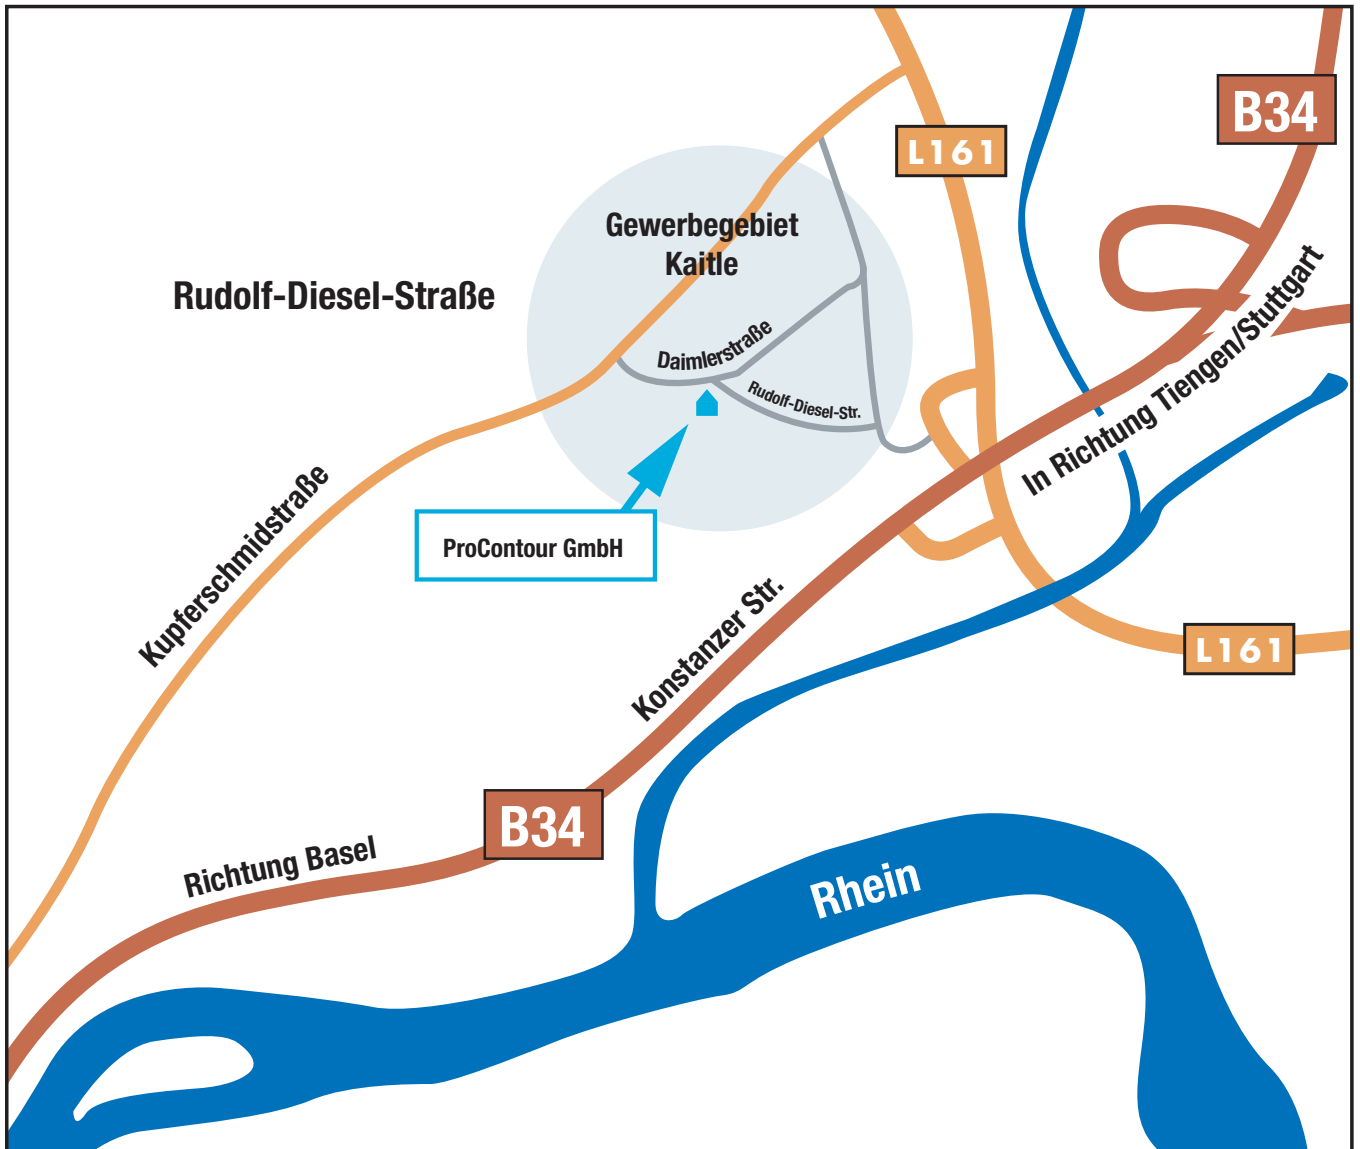 B34
L161
Gewerbegebiet
Kaitle
Rudolf-Diesel-Straße
In Richtung Tiengen/Stuttgart
Daimlerstraße
Rudolf-Diesel-Str.
Kupferschmidstraße
ProContour GmbH
Konstanzer Str.
L161
B34
Richtung Basel
Rhein